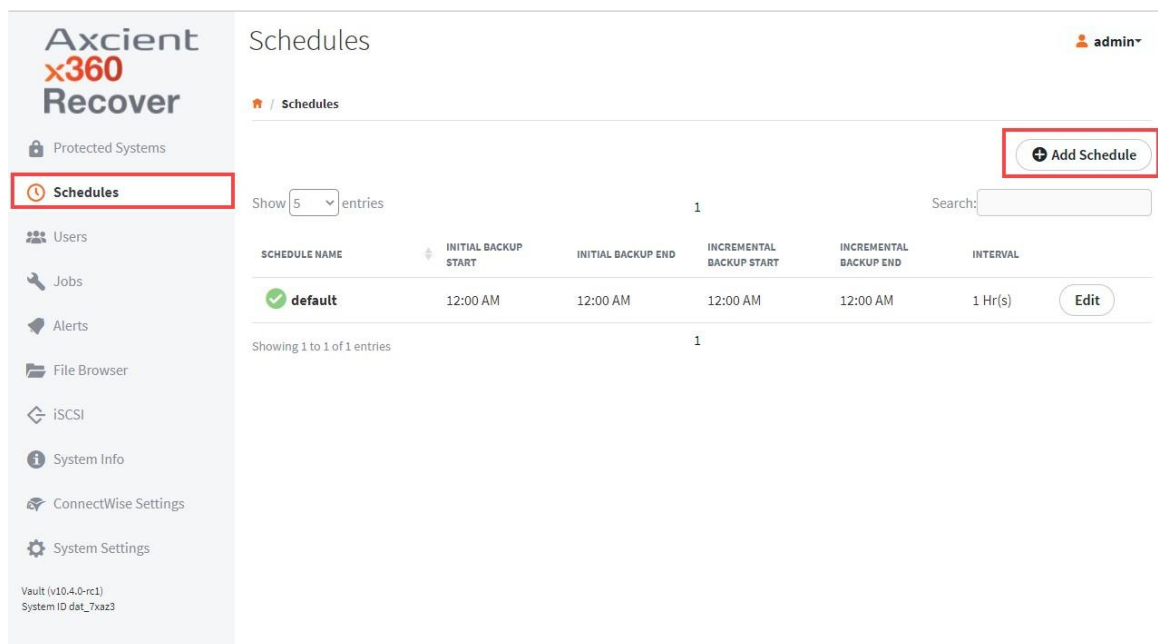 Axcient
x360
Recover
Protected Systems
Schedules
Users
Jobs
Alerts
File Browser
iSCSI
System Info
ConnectWise Settings
System Settings
Vault (v10.4.0-rc1)
System ID dat_7xaz3
Schedules
admin
/ Schedules
Add Schedule
Show 5 entries
1
Search:
SCHEDULE NAME
INITIAL BACKUP
START
INITIAL BACKUP END
INCREMENTAL
BACKUP START
INCREMENTAL
BACKUP END
INTERVAL
default 12:00 AM 12:00 AM 12:00 AM 12:00 AM 1 Hr(s) Edit
Showing 1 to 1 of 1 entries
1